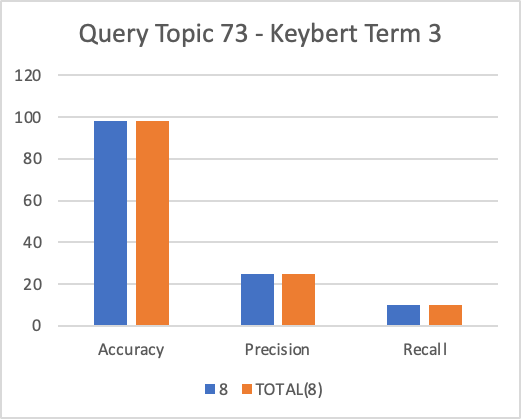 Query Topic 73 - Keybert Term 3
120
100
80
60
40
20
0
Accuracy Precision Recall
8 TOTAL(8)